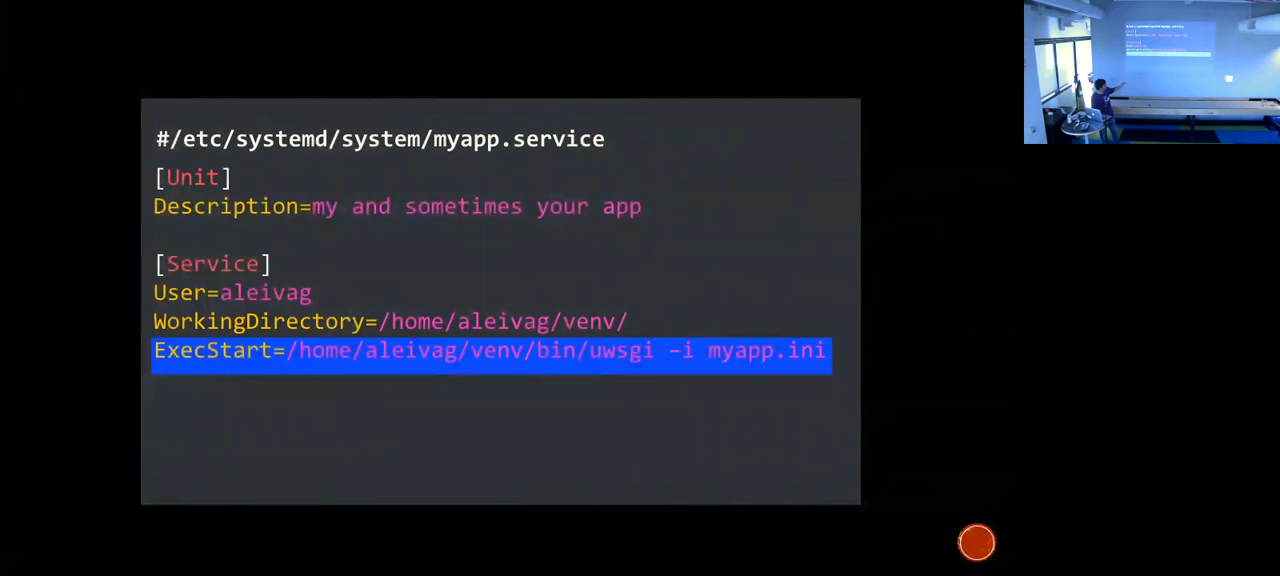 #/etc/systemd/system/myapp.service
[Unit]
Description=my and sometimes your app
[Service]
User=aleivag
WorkingDirectory=/home/aleivag/venv/
ExecStart=/home/aleivag/venv/bin/uwsgi –i myapp.ini